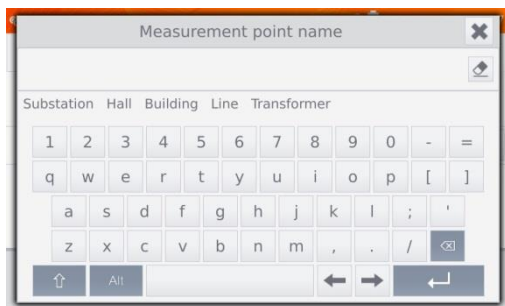 Measurement point name
Substation Hall Building Line Transformer
1 2 3 4 5 6 7 8 9 0 - =
q w e r t y u i o p [ ]
a s d f g h j k l ; '
z x c v b n m , . /
Alt